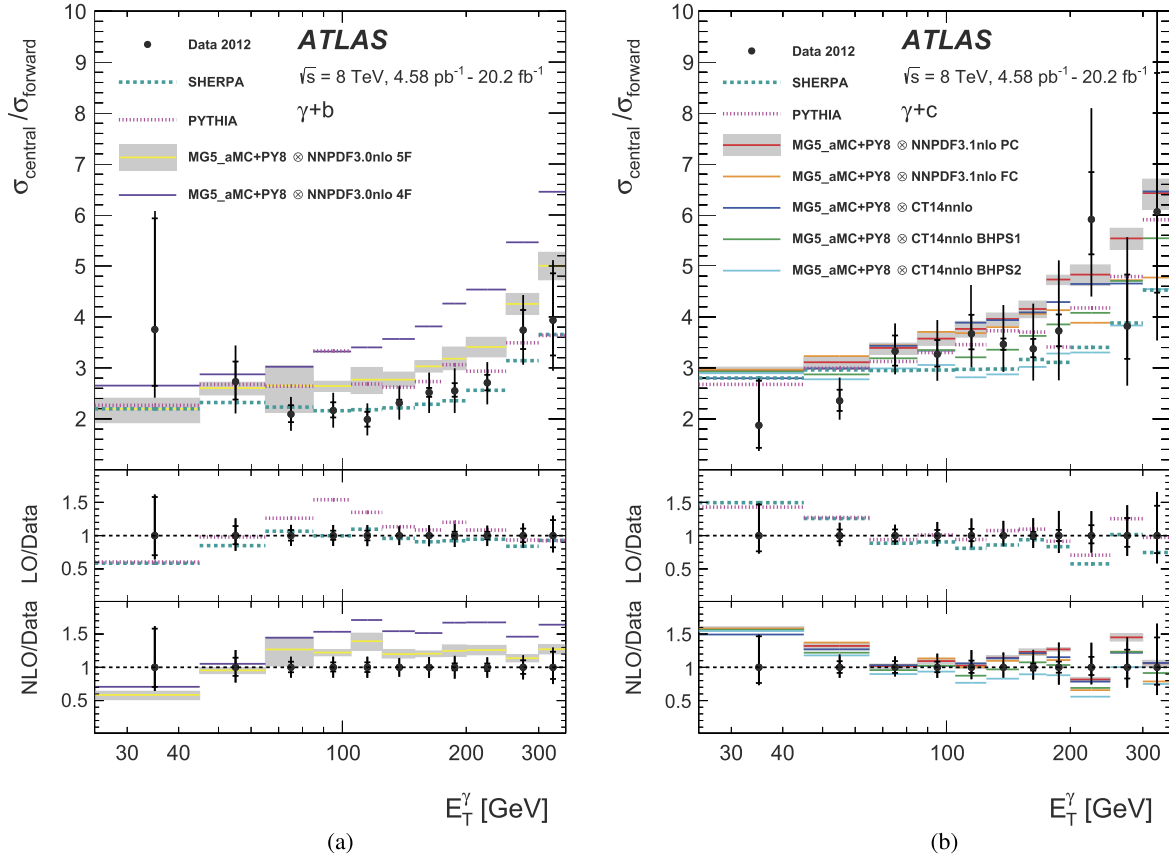 10
9
8
7
6
5
4
3
2
1
σcentral/σforward
Data 2012
SHERPA
PYTHIA
MG5_aMC+PY8 ⊗ NNPDF3.0nlo 5F
MG5_aMC+PY8 ⊗ NNPDF3.0nlo 4F
ATLAS
√s = 8 TeV, 4.58 pb⁻¹ - 20.2 fb⁻¹
γ+b
1.5
1
0.5
LO/Data
1.5
1
0.5
NLO/Data
30 40 100 200 300
E_T^γ [GeV]
(a)
10
9
8
7
6
5
4
3
2
1
σcentral/σforward
Data 2012
SHERPA
PYTHIA
MG5_aMC+PY8 ⊗ NNPDF3.1nlo PC
MG5_aMC+PY8 ⊗ NNPDF3.1nlo FC
MG5_aMC+PY8 ⊗ CT14nnlo
MG5_aMC+PY8 ⊗ CT14nnlo BHPS1
MG5_aMC+PY8 ⊗ CT14nnlo BHPS2
ATLAS
√s = 8 TeV, 4.58 pb⁻¹ - 20.2 fb⁻¹
γ+c
1.5
1
0.5
LO/Data
1.5
1
0.5
NLO/Data
30 40 100 200 300
E_T^γ [GeV]
(b)